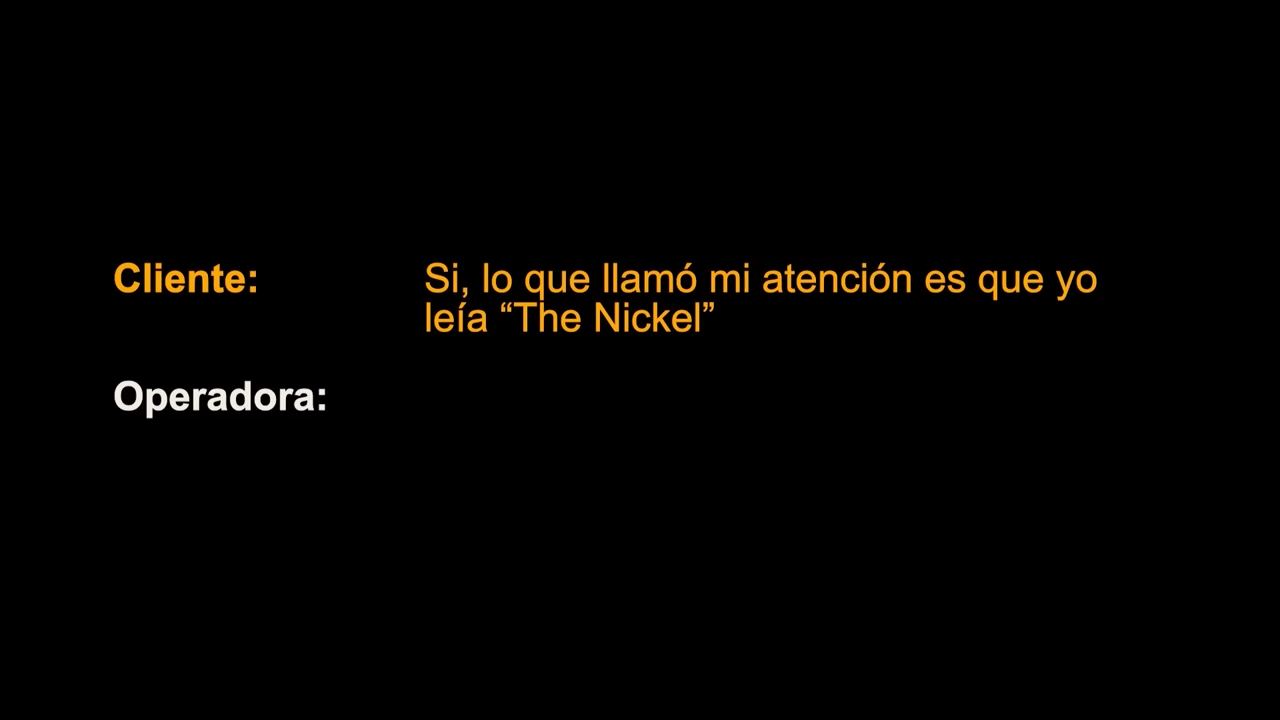 Cliente: Si, lo que llamó mi atención es que yo
leía “The Nickel”
Operadora: